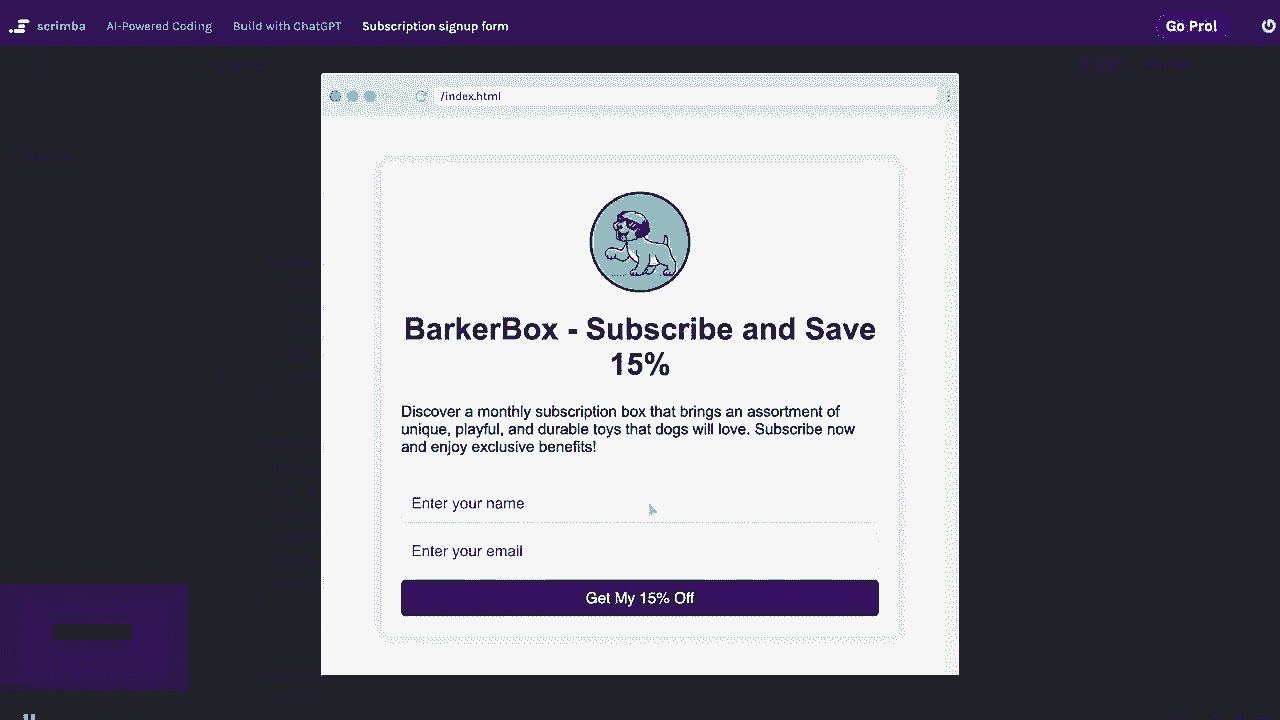 scrimba AI-Powered Coding Build with ChatGPT Subscription signup form Go Pro!
/index.html
BarkerBox - Subscribe and Save
15%
Discover a monthly subscription box that brings an assortment of
unique, playful, and durable toys that dogs will love. Subscribe now
and enjoy exclusive benefits!
Enter your name
Enter your email
Get My 15% Off